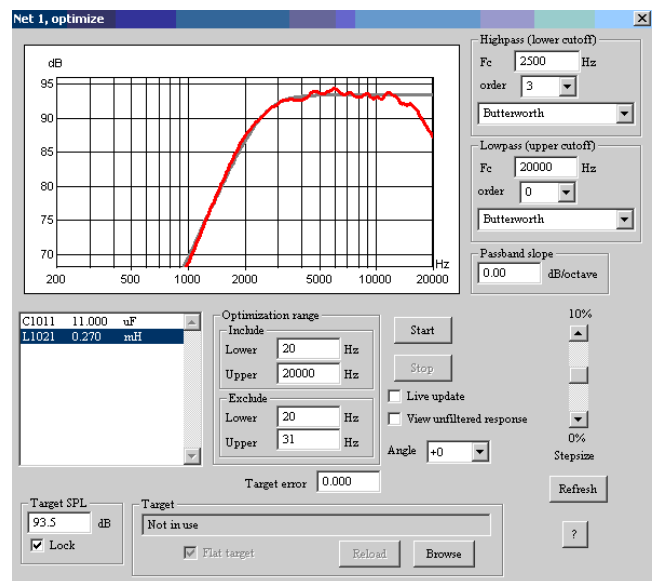 Net 1, optimize
dB
95
90
85
80
75
70
Hz
200 500 1000 2000 5000 10000 20000
Highpass (lower cutoff)
Fc 2500 Hz
order 3
Butterworth
Lowpass (upper cutoff)
Fc 20000 Hz
order 0
Butterworth
Passband slope
0.00 dB/octave
C1011 11.000 uF
L1021 0.270 mH
Optimization range
Include
Lower 20 Hz
Upper 20000 Hz
Exclude
Lower 20 Hz
Upper 31 Hz
Start
Stop
Live update
View unfiltered response
Angle +0
10%
0%
Stepsize
Target error 0.000
Refresh
Target SPL
93.5 dB
Lock
Target
Not in use
Flat target Reload Browse
?